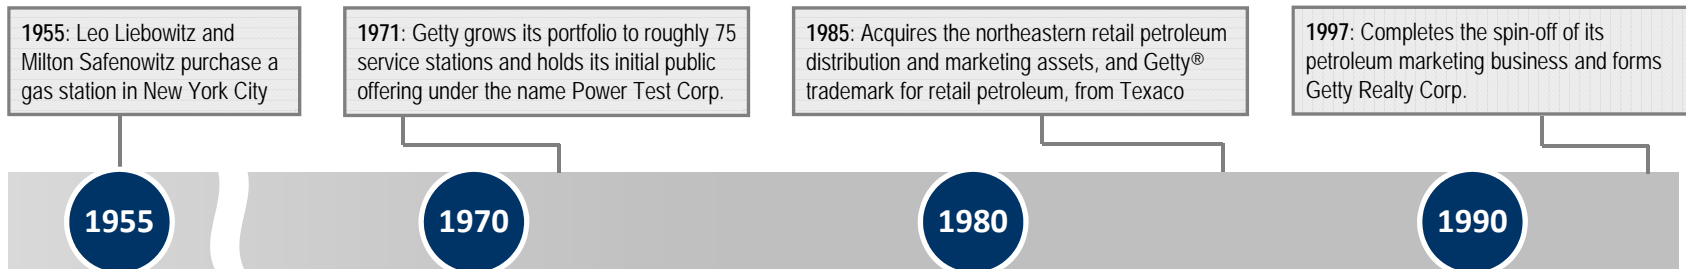 1955: Leo Liebowitz and
Milton Safenowitz purchase a
gas station in New York City
1971: Getty grows its portfolio to roughly 75
service stations and holds its initial public
offering under the name Power Test Corp.
1985: Acquires the northeastern retail petroleum
distribution and marketing assets, and Getty®
trademark for retail petroleum, from Texaco
1997: Completes the spin-off of its
petroleum marketing business and forms
Getty Realty Corp.
1955
1970
1980
1990